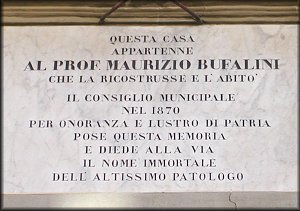 QUESTA CASA
APPARTENNE
AL PROF MAURIZIO BUFALINI
CHE LA RICOSTRUSSE E L'ABITO'
IL CONSIGLIO MUNICIPALE
NEL 1870
PER ONORANZA E LUSTRO DI PATRIA
POSE QUESTA MEMORIA
E DIEDE ALLA VIA
IL NOME IMMORTALE
DELL'ALTISSIMO PATOLOGO